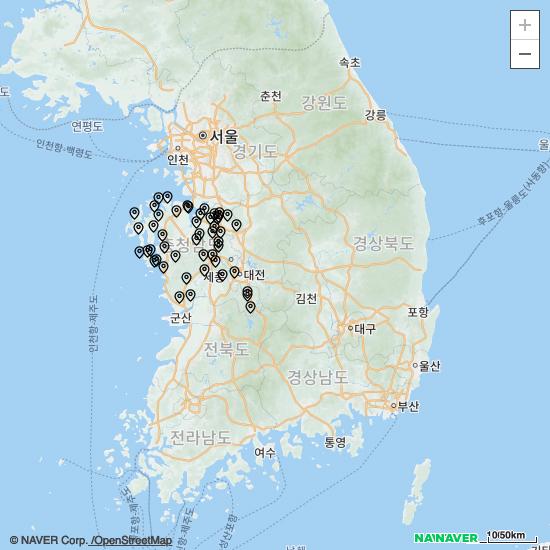 +
−
속초
춘천
강원도
강릉
연평도
서울
인천항-백령도
인천
경기도
후포항-울릉도(사동항)
충청남도
경상북도
세종
대전
인천항-제주도
김천
포항
군산
대구
전북도
울산
경상남도
부산
전라남도
통영
여수
© NAVER Corp. /OpenStreetMap
NAVER
10/50km